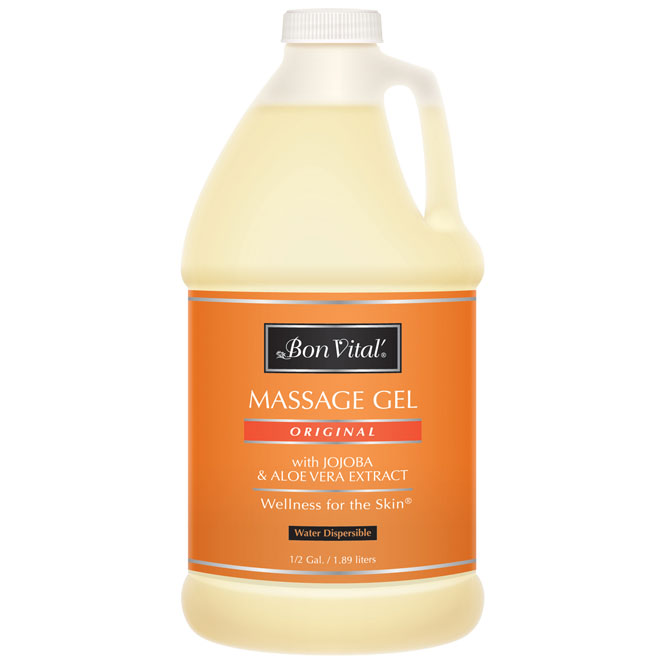 Bon Vital'®
MASSAGE GEL
ORIGINAL
with JOJOBA
& ALOE VERA EXTRACT
Wellness for the Skin®
Water Dispersible
1/2 Gal. / 1.89 liters